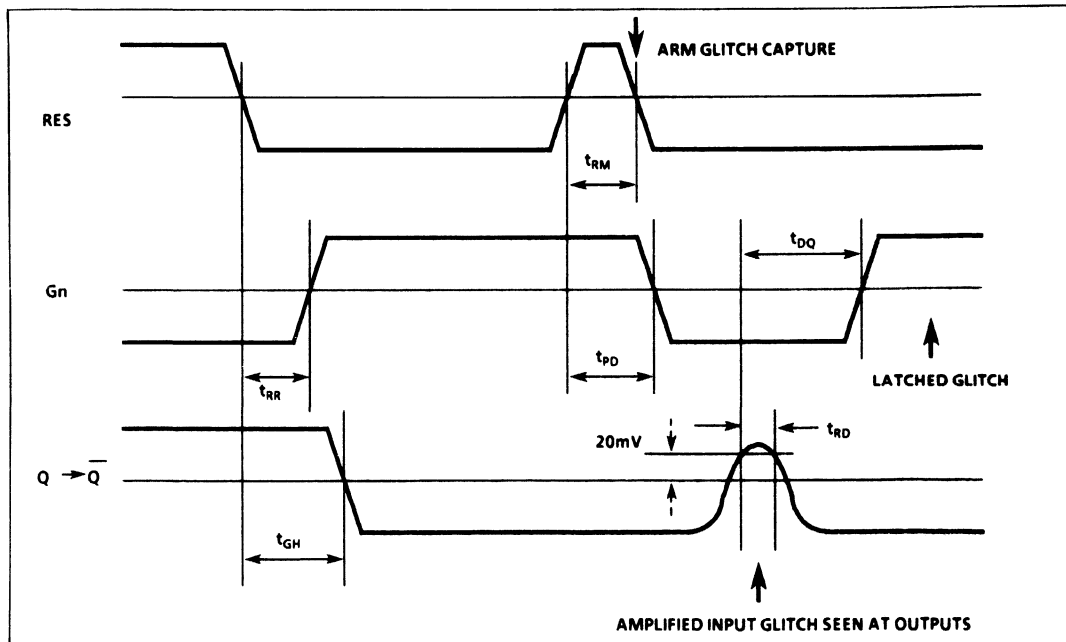 ARM GLITCH CAPTURE
RES
tRM
tDQ
Gn
tPD
LATCHED GLITCH
tRR
20mV
tRD
Q → Q̅
tGH
AMPLIFIED INPUT GLITCH SEEN AT OUTPUTS